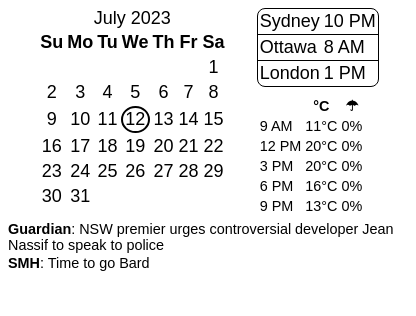 July 2023
Su Mo Tu We Th Fr Sa
1
2 3 4 5 6 7 8
9 10 11 12 13 14 15
16 17 18 19 20 21 22
23 24 25 26 27 28 29
30 31
Sydney 10 PM
Ottawa 8 AM
London 1 PM
°C ☂
9 AM 11°C 0%
12 PM 20°C 0%
3 PM 20°C 0%
6 PM 16°C 0%
9 PM 13°C 0%
Guardian: NSW premier urges controversial developer Jean
Nassif to speak to police
SMH: Time to go Bard